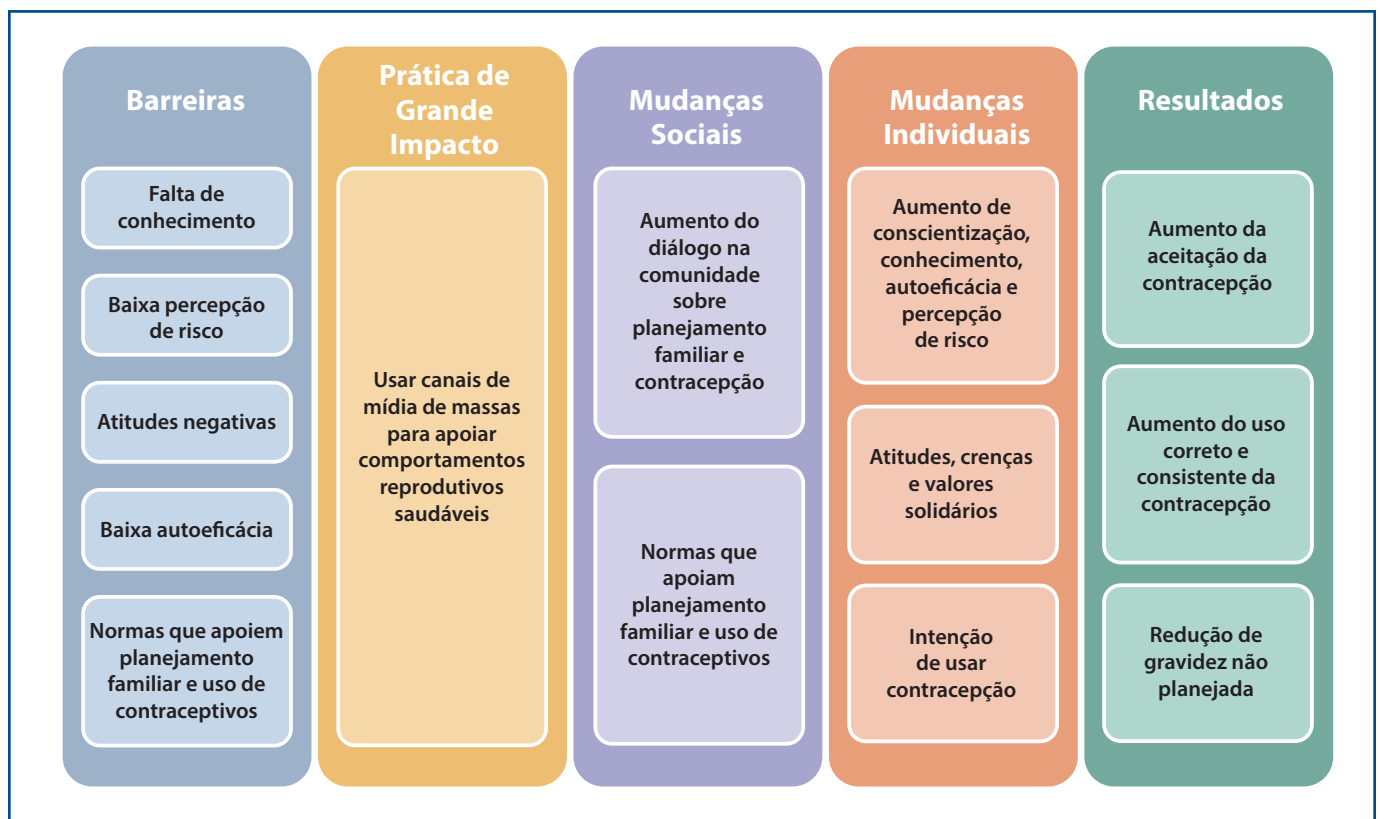 Barreiras
Falta de
conhecimento
Baixa percepção
de risco
Atitudes negativas
Baixa autoeficácia
Normas que apoiem
planejamento
familiar e uso de
contraceptivos
Prática de
Grande
Impacto
Usar canais de
mídia de massas
para apoiar
comportamentos
reprodutivos
saudáveis
Mudanças
Sociais
Aumento do
diálogo na
comunidade
sobre
planejamento
familiar e
contracepção
Normas que
apoiam
planejamento
familiar e uso de
contraceptivos
Mudanças
Individuais
Aumento de
conscientização,
conhecimento,
autoeficácia e
percepção
de risco
Atitudes, crenças
e valores
solidários
Intenção
de usar
contracepção
Resultados
Aumento da
aceitação da
contracepção
Aumento do uso
correto e
consistente da
contracepção
Redução de
gravidez não
planejada